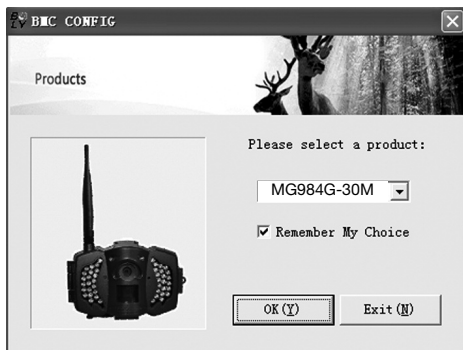 BMC CONFIG
Products
Please select a product:
MG984G-30M
Remember My Choice
OK(Y) Exit(N)